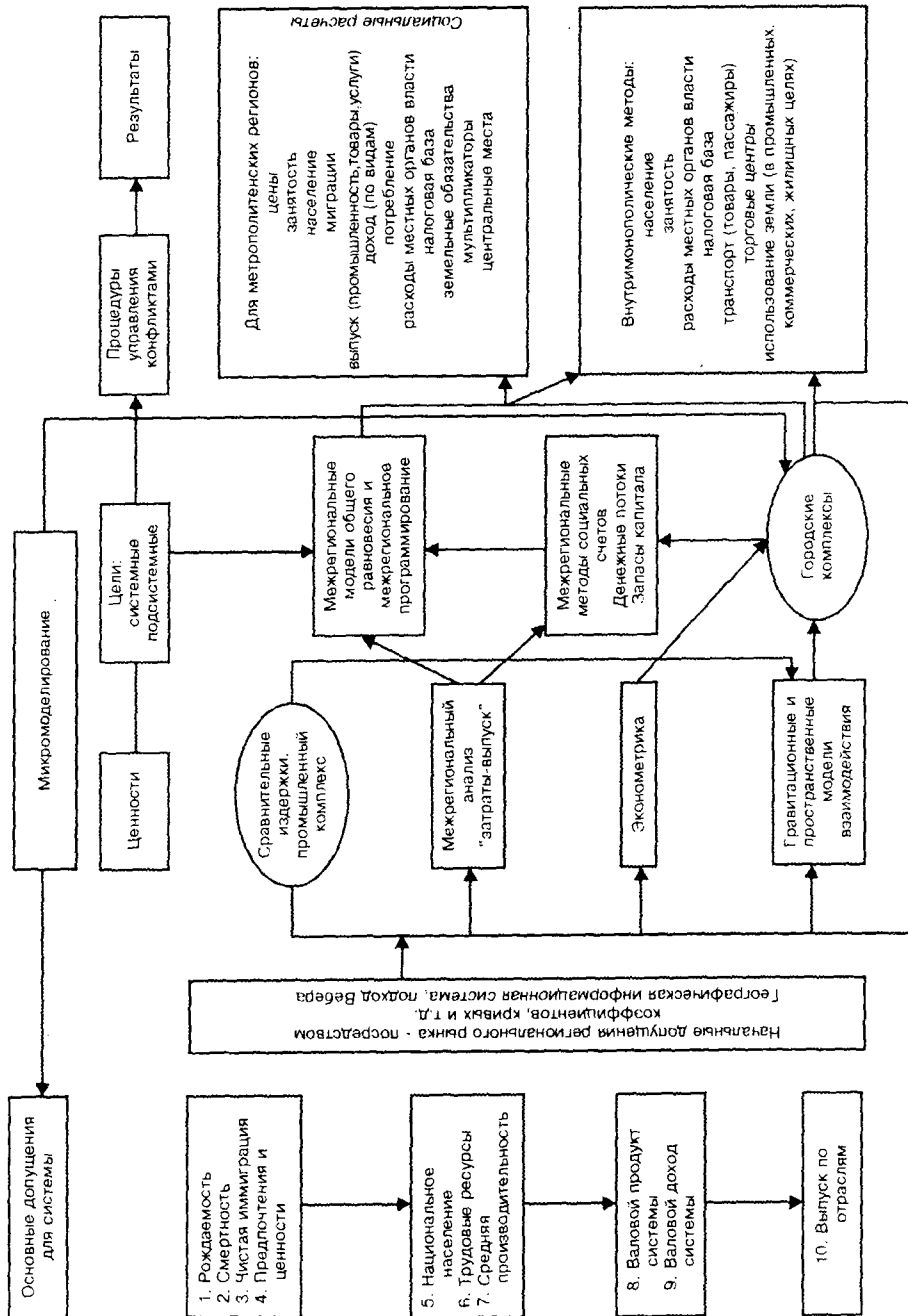 Микромоделирование
Основные допущения
для системы
Ценности
Цели:
системные
подсистемные
Процедуры
управления
конфликтами
Результаты
1. Рождаемость
2. Смертность
3. Чистая иммиграция
4. Предпочтения и
ценности
5. Национальное
население
6. Трудовые ресурсы
7. Средняя
производительность
8. Валовой продукт
системы
9. Валовой доход
системы
10. Выпуск по
отраслям
Начальные допущения регионального рынка - посредством
коэффициентов, кривых и т.д.
Географическая информационная система, подход Вебера
Сравнительные
издержки.
промышленный
комплекс
Межрегиональный
анализ
"затраты-выпуск"
Эконометрика
Гравитационные и
пространственные
модели
взаимодействия
Межрегиональные
модели общего
равновесия и
межрегиональное
программирование
Межрегиональные
методы социальных
счетов
Денежные потоки
Запасы капитала
Городские
комплексы
Для метрополитенских регионов:
цены
занятость
население
миграции
выпуск (промышленность,товары,услуги)
доход (по видам)
потребление
расходы местных органов власти
налоговая база
земельные обязательства
мультипликаторы
центральные места
Социальные расчеты
Внутримонополические методы:
население
занятость
расходы местных органов власти
налоговая база
транспорт (товары, пассажиры)
торговые центры
использование земли (в промышленных.
коммерческих, жилищных целях)